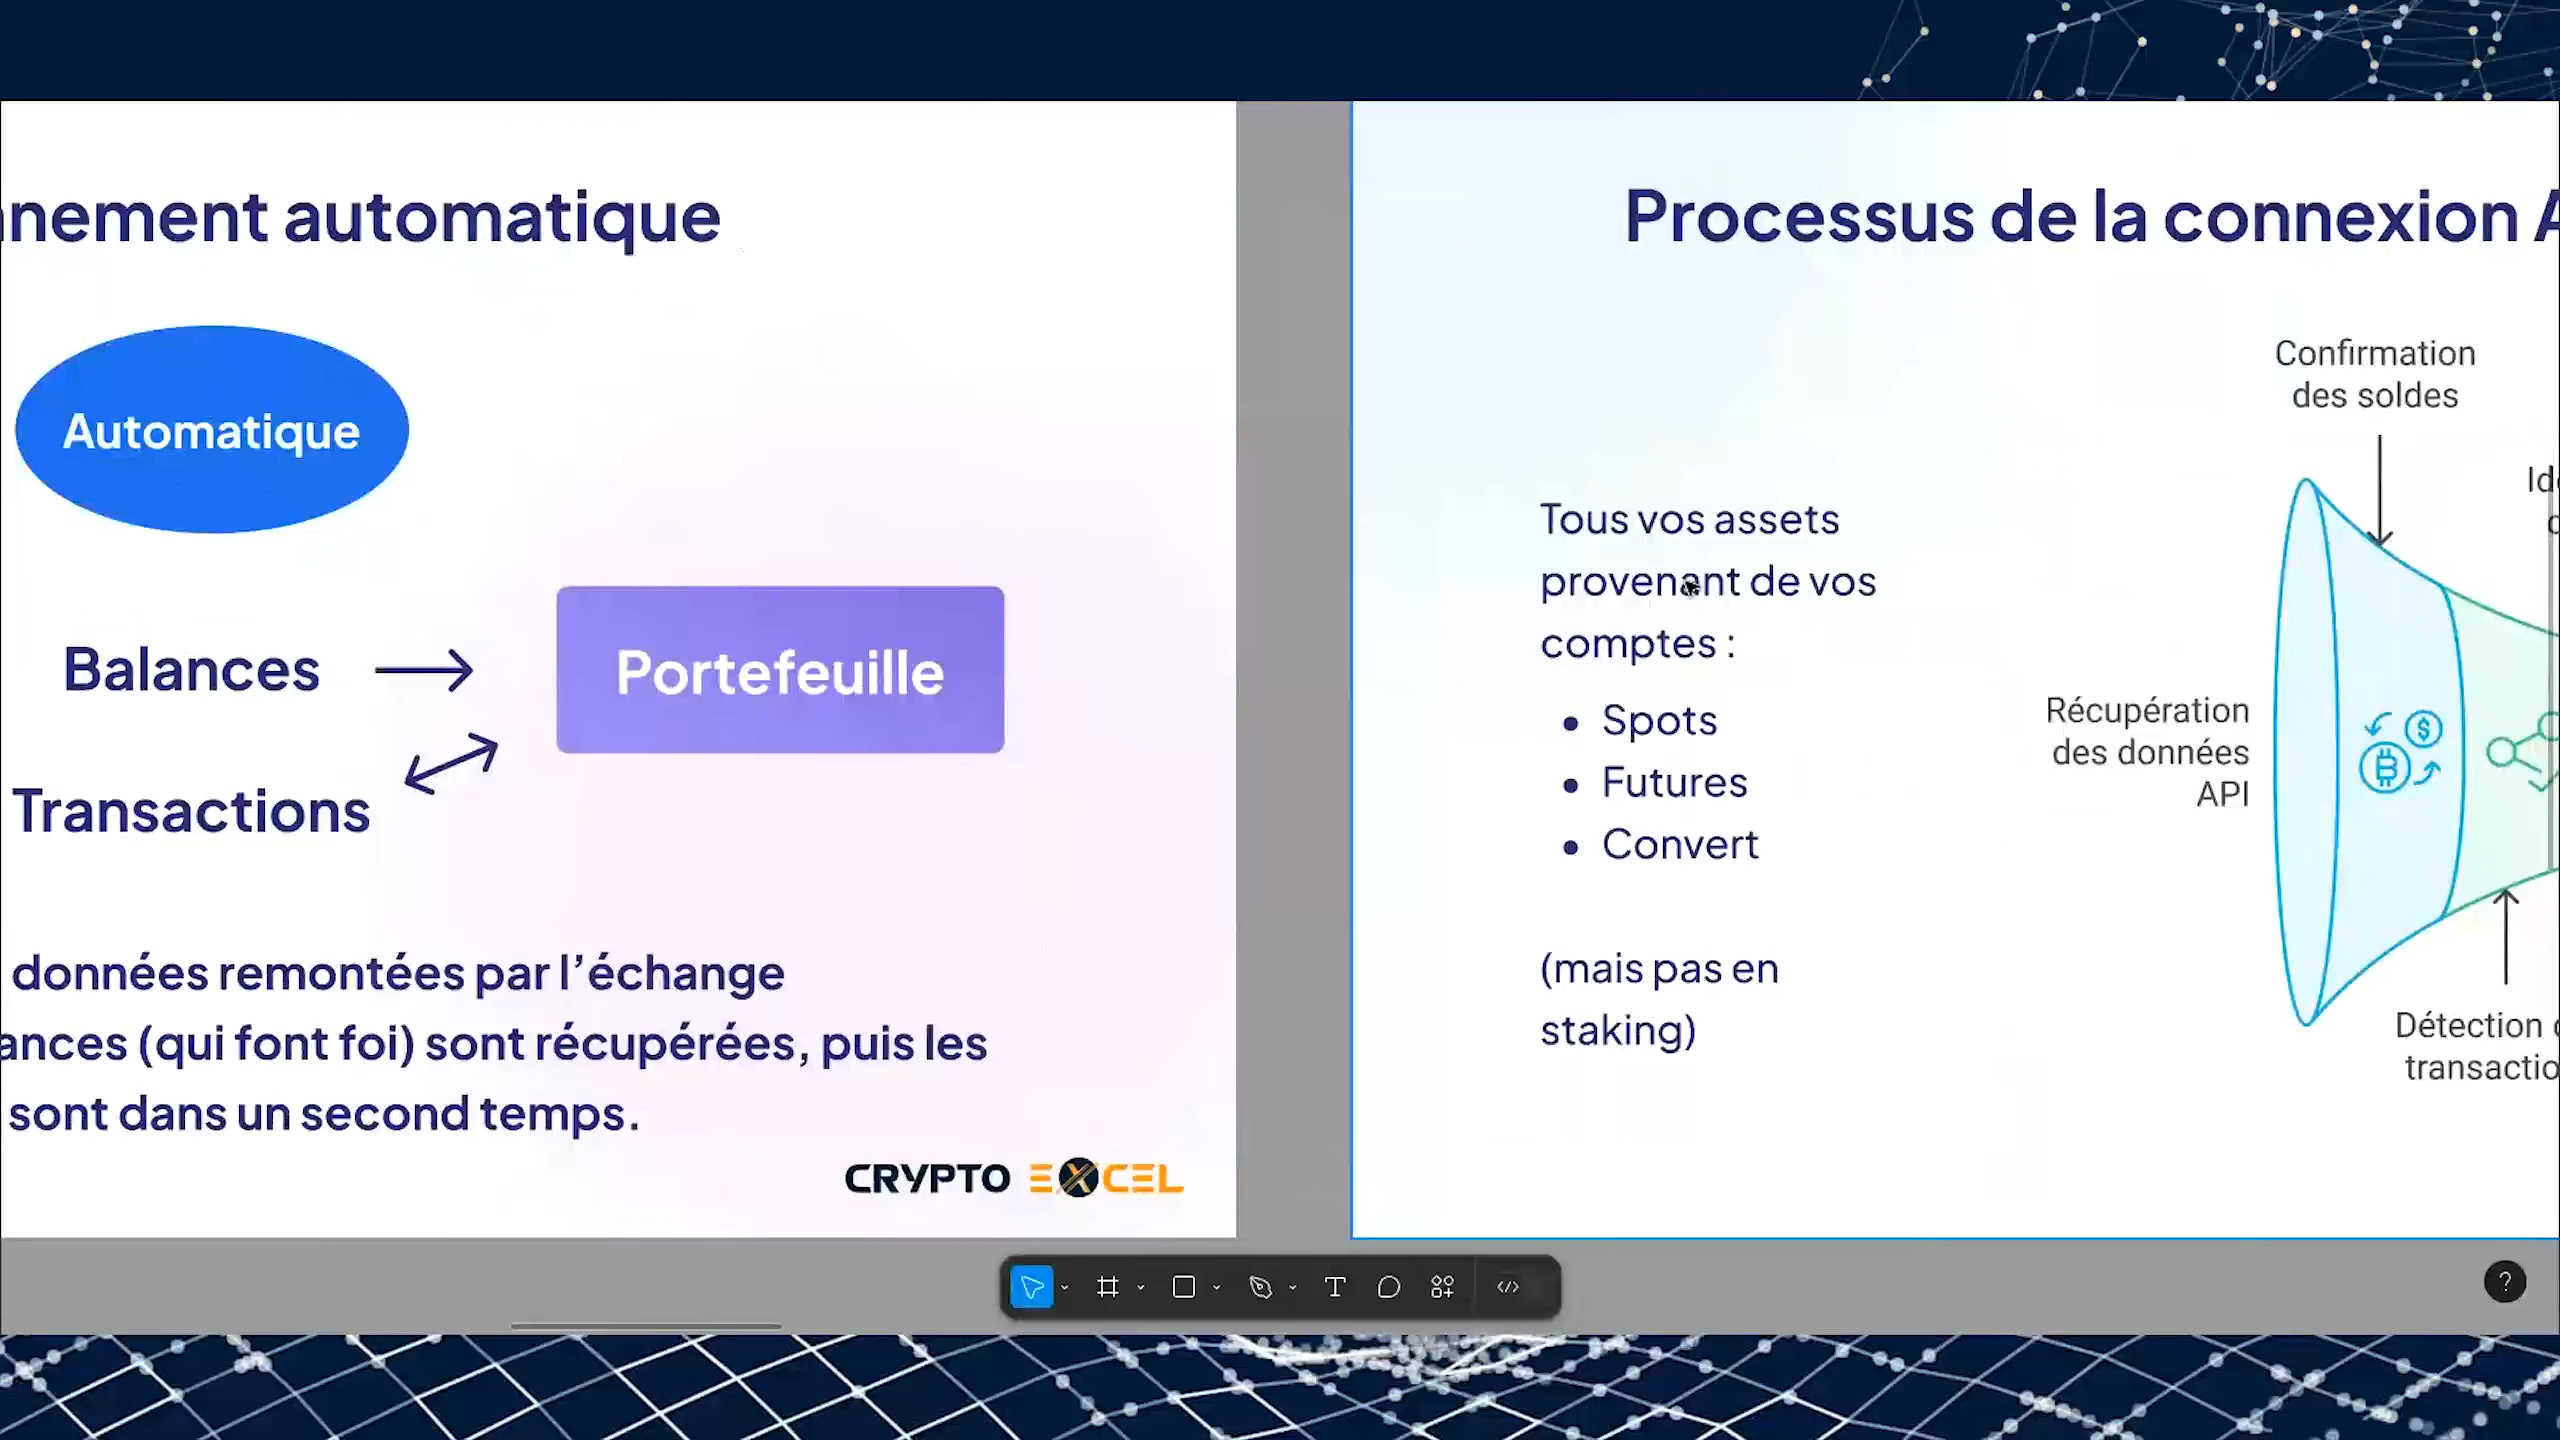 nement automatique
Automatique
Balances
Portefeuille
Transactions
données remontées par l'échange
ances (qui font foi) sont récupérées, puis les
sont dans un second temps.
CRYPTO EXCEL
Processus de la connexion A
Tous vos assets
provenant de vos
comptes :
• Spots
• Futures
• Convert
(mais pas en
staking)
Confirmation
des soldes
Récupération
des données
API
Détection
transactio